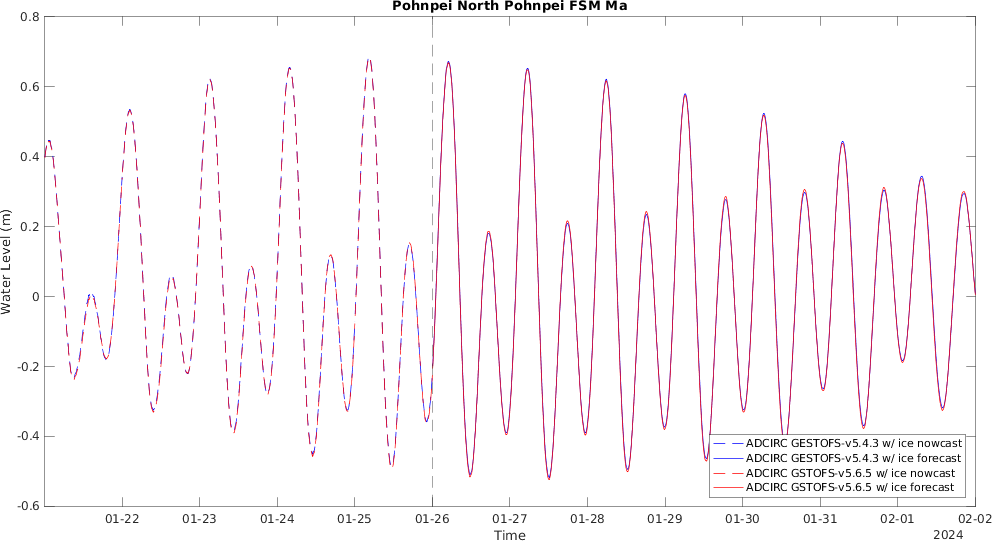 Pohnpei North Pohnpei FSM Ma
0.8
0.6
0.4
0.2
0
-0.2
-0.4
-0.6
Water Level (m)
ADCIRC GESTOFS-v5.4.3 w/ ice nowcast
ADCIRC GESTOFS-v5.4.3 w/ ice forecast
ADCIRC GSTOFS-v5.6.5 w/ ice nowcast
ADCIRC GSTOFS-v5.6.5 w/ ice forecast
01-22 01-23 01-24 01-25 01-26 01-27 01-28 01-29 01-30 01-31 02-01 02-02
Time
2024